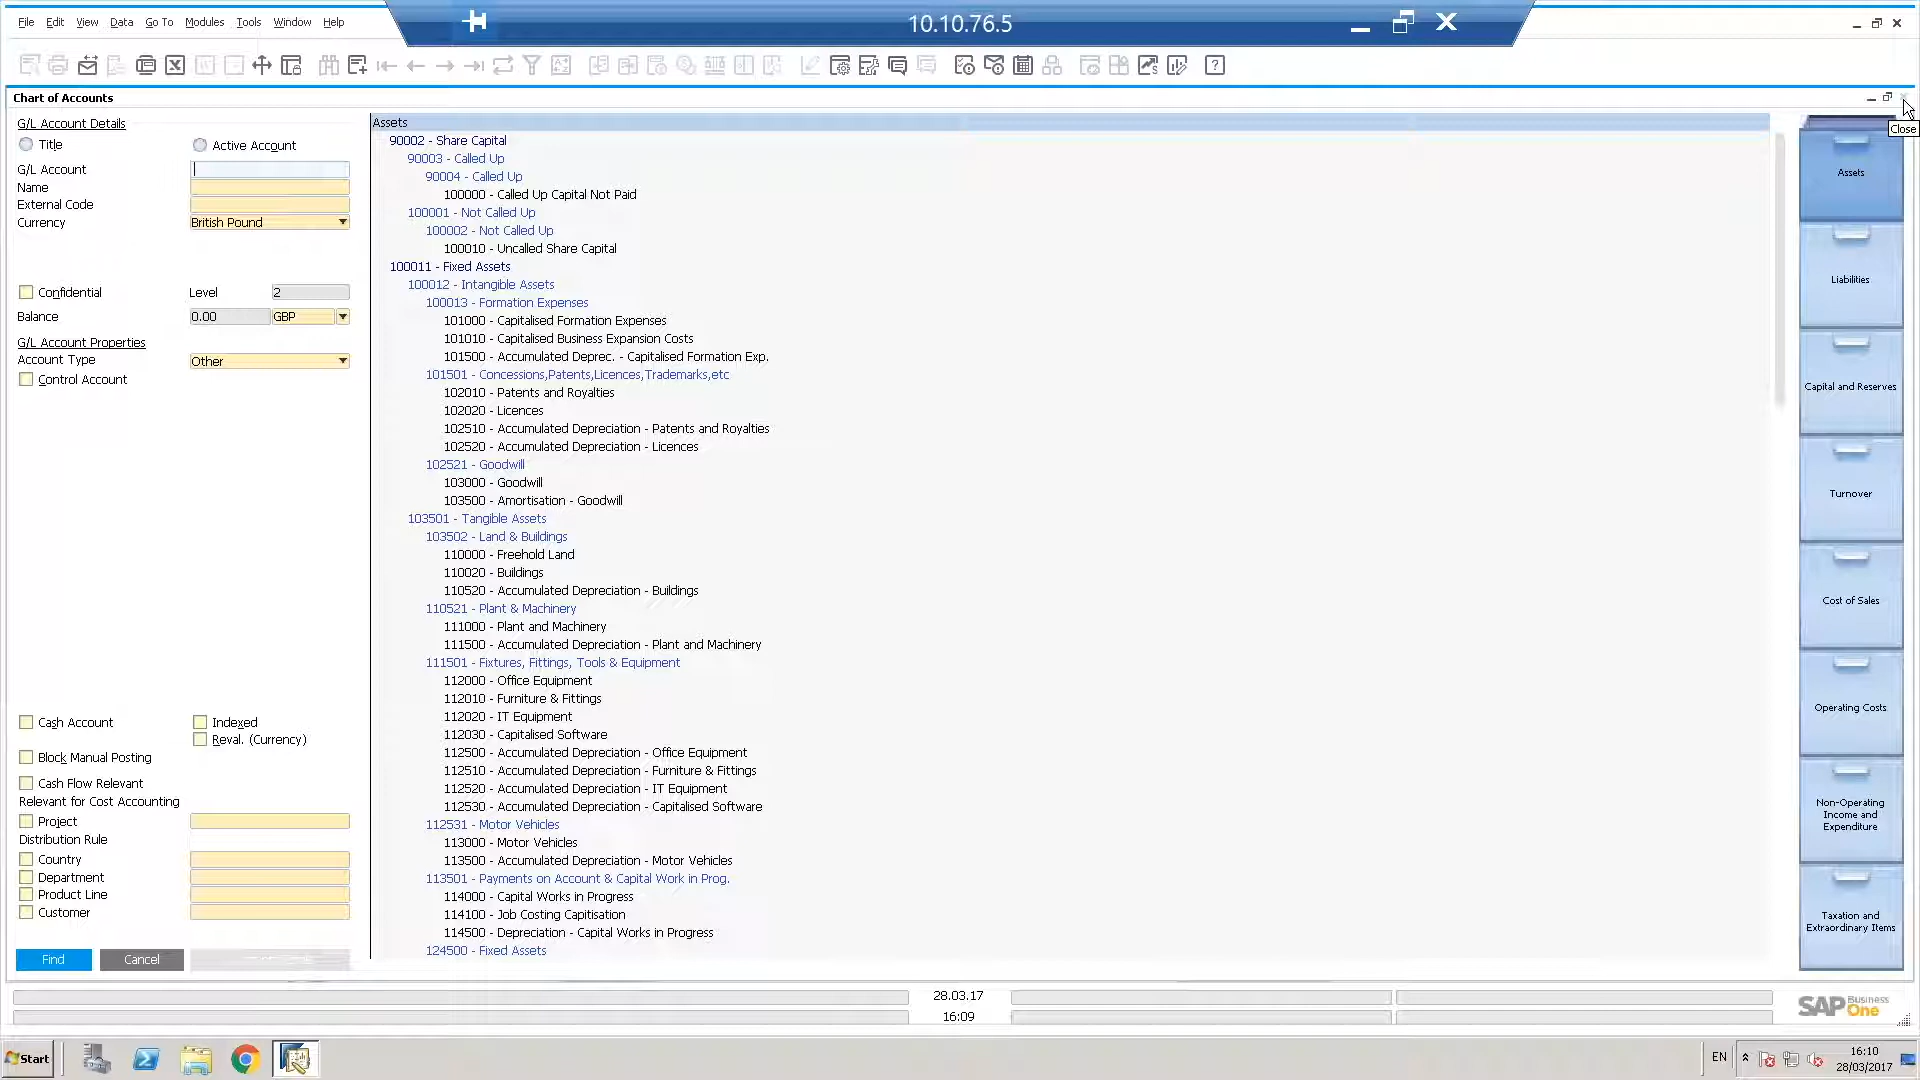 File Edit View Data Go To Modules Tools Window Help
10.10.76.5
Chart of Accounts
Close
G/L Account Details
Title Active Account
G/L Account
Name
External Code
Currency British Pound
Confidential Level 2
Balance 0.00 GBP
G/L Account Properties
Account Type Other
Control Account
Cash Account Indexed
Reval. (Currency)
Block Manual Posting
Cash Flow Relevant
Relevant for Cost Accounting
Project
Distribution Rule
Country
Department
Product Line
Customer
Find Cancel
Assets
90002 - Share Capital
90003 - Called Up
90004 - Called Up
100000 - Called Up Capital Not Paid
100001 - Not Called Up
100002 - Not Called Up
100010 - Uncalled Share Capital
100011 - Fixed Assets
100012 - Intangible Assets
100013 - Formation Expenses
101000 - Capitalised Formation Expenses
101010 - Capitalised Business Expansion Costs
101500 - Accumulated Deprec. - Capitalised Formation Exp.
101501 - Concessions,Patents,Licences,Trademarks,etc
102010 - Patents and Royalties
102020 - Licences
102510 - Accumulated Depreciation - Patents and Royalties
102520 - Accumulated Depreciation - Licences
102521 - Goodwill
103000 - Goodwill
103500 - Amortisation - Goodwill
103501 - Tangible Assets
103502 - Land & Buildings
110000 - Freehold Land
110020 - Buildings
110520 - Accumulated Depreciation - Buildings
110521 - Plant & Machinery
111000 - Plant and Machinery
111500 - Accumulated Depreciation - Plant and Machinery
111501 - Fixtures, Fittings, Tools & Equipment
112000 - Office Equipment
112010 - Furniture & Fittings
112020 - IT Equipment
112030 - Capitalised Software
112500 - Accumulated Depreciation - Office Equipment
112510 - Accumulated Depreciation - Furniture & Fittings
112520 - Accumulated Depreciation - IT Equipment
112530 - Accumulated Depreciation - Capitalised Software
112531 - Motor Vehicles
113000 - Motor Vehicles
113500 - Accumulated Depreciation - Motor Vehicles
113501 - Payments on Account & Capital Work in Prog.
114000 - Capital Works in Progress
114100 - Job Costing Capitisation
114500 - Depreciation - Capital Works in Progress
124500 - Fixed Assets
Assets
Liabilities
Capital and Reserves
Turnover
Cost of Sales
Operating Costs
Non-Operating
Income and
Expenditure
Taxation and
Extraordinary Items
28.03.17
16:09
SAP Business
One
Start
EN
16:10
28/03/2017